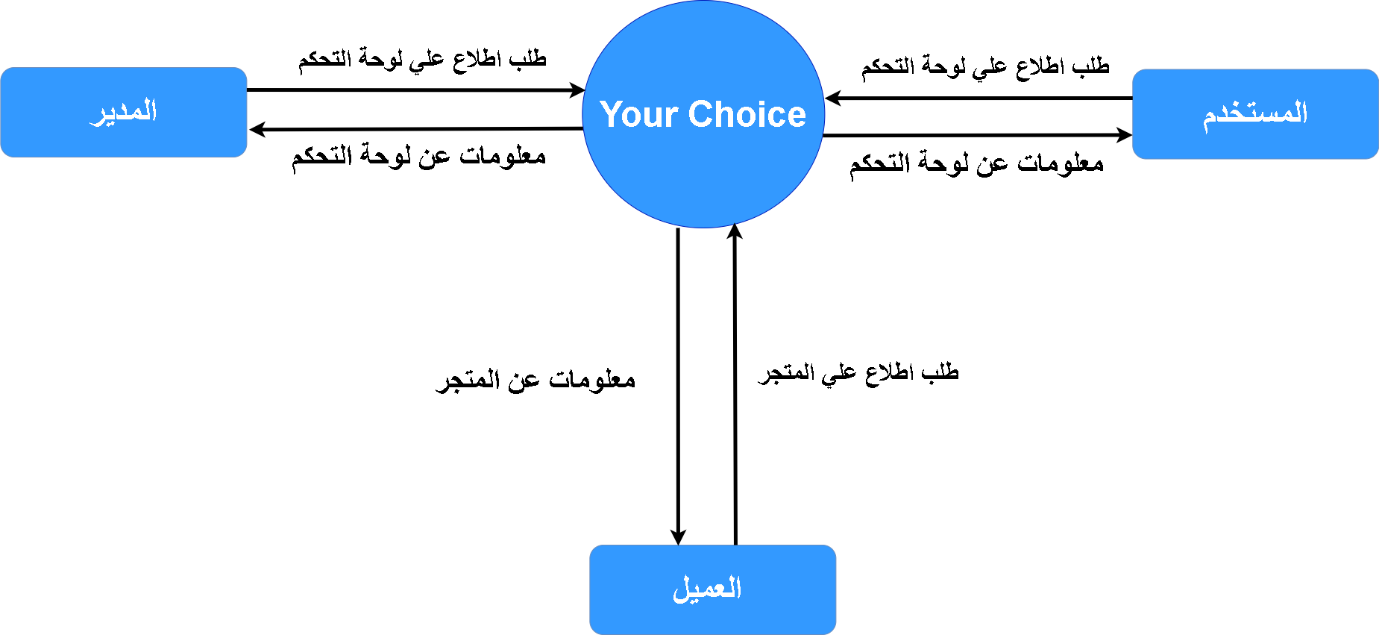 طلب اطلاع علي لوحة التحكم
طلب اطلاع علي لوحة التحكم
المدير
Your Choice
المستخدم
معلومات عن لوحة التحكم
معلومات عن لوحة التحكم
معلومات عن المتجر
طلب اطلاع علي المتجر
العميل